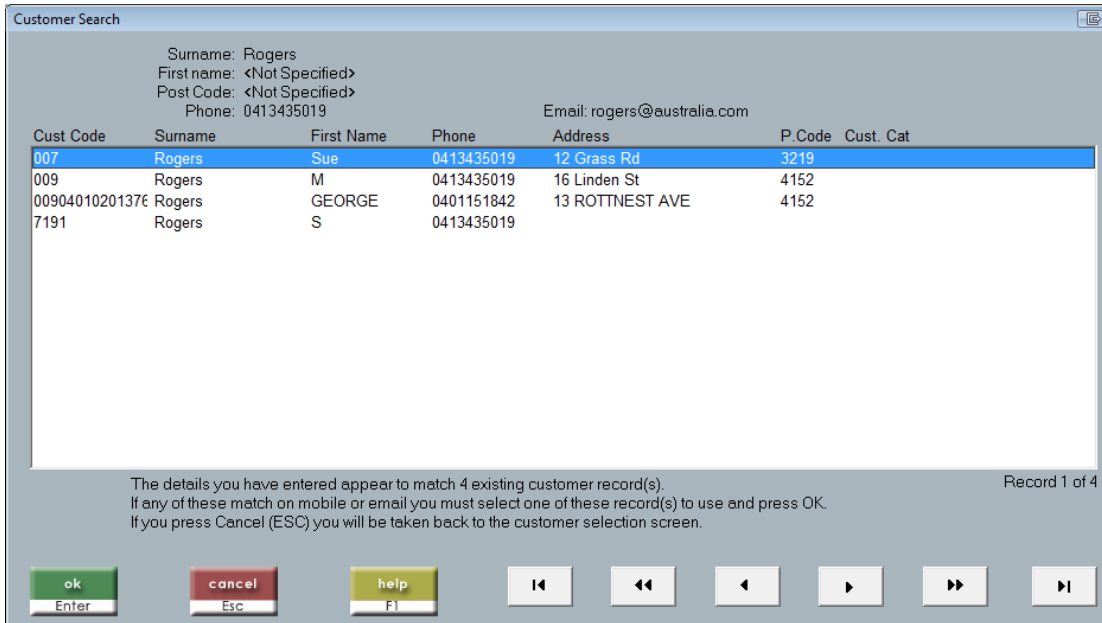 Customer Search
Surname: Rogers
First name: <Not Specified>
Post Code: <Not Specified>
Phone: 0413435019 Email: rogers@australia.com
Cust Code Surname First Name Phone Address P.Code Cust. Cat
007 Rogers Sue 0413435019 12 Grass Rd 3219
009 Rogers M 0413435019 16 Linden St 4152
00904010201376 Rogers GEORGE 0401151842 13 ROTTNEST AVE 4152
7191 Rogers S 0413435019
The details you have entered appear to match 4 existing customer record(s). Record 1 of 4
If any of these match on mobile or email you must select one of these record(s) to use and press OK.
If you press Cancel (ESC) you will be taken back to the customer selection screen.
ok cancel help
Enter Esc F1